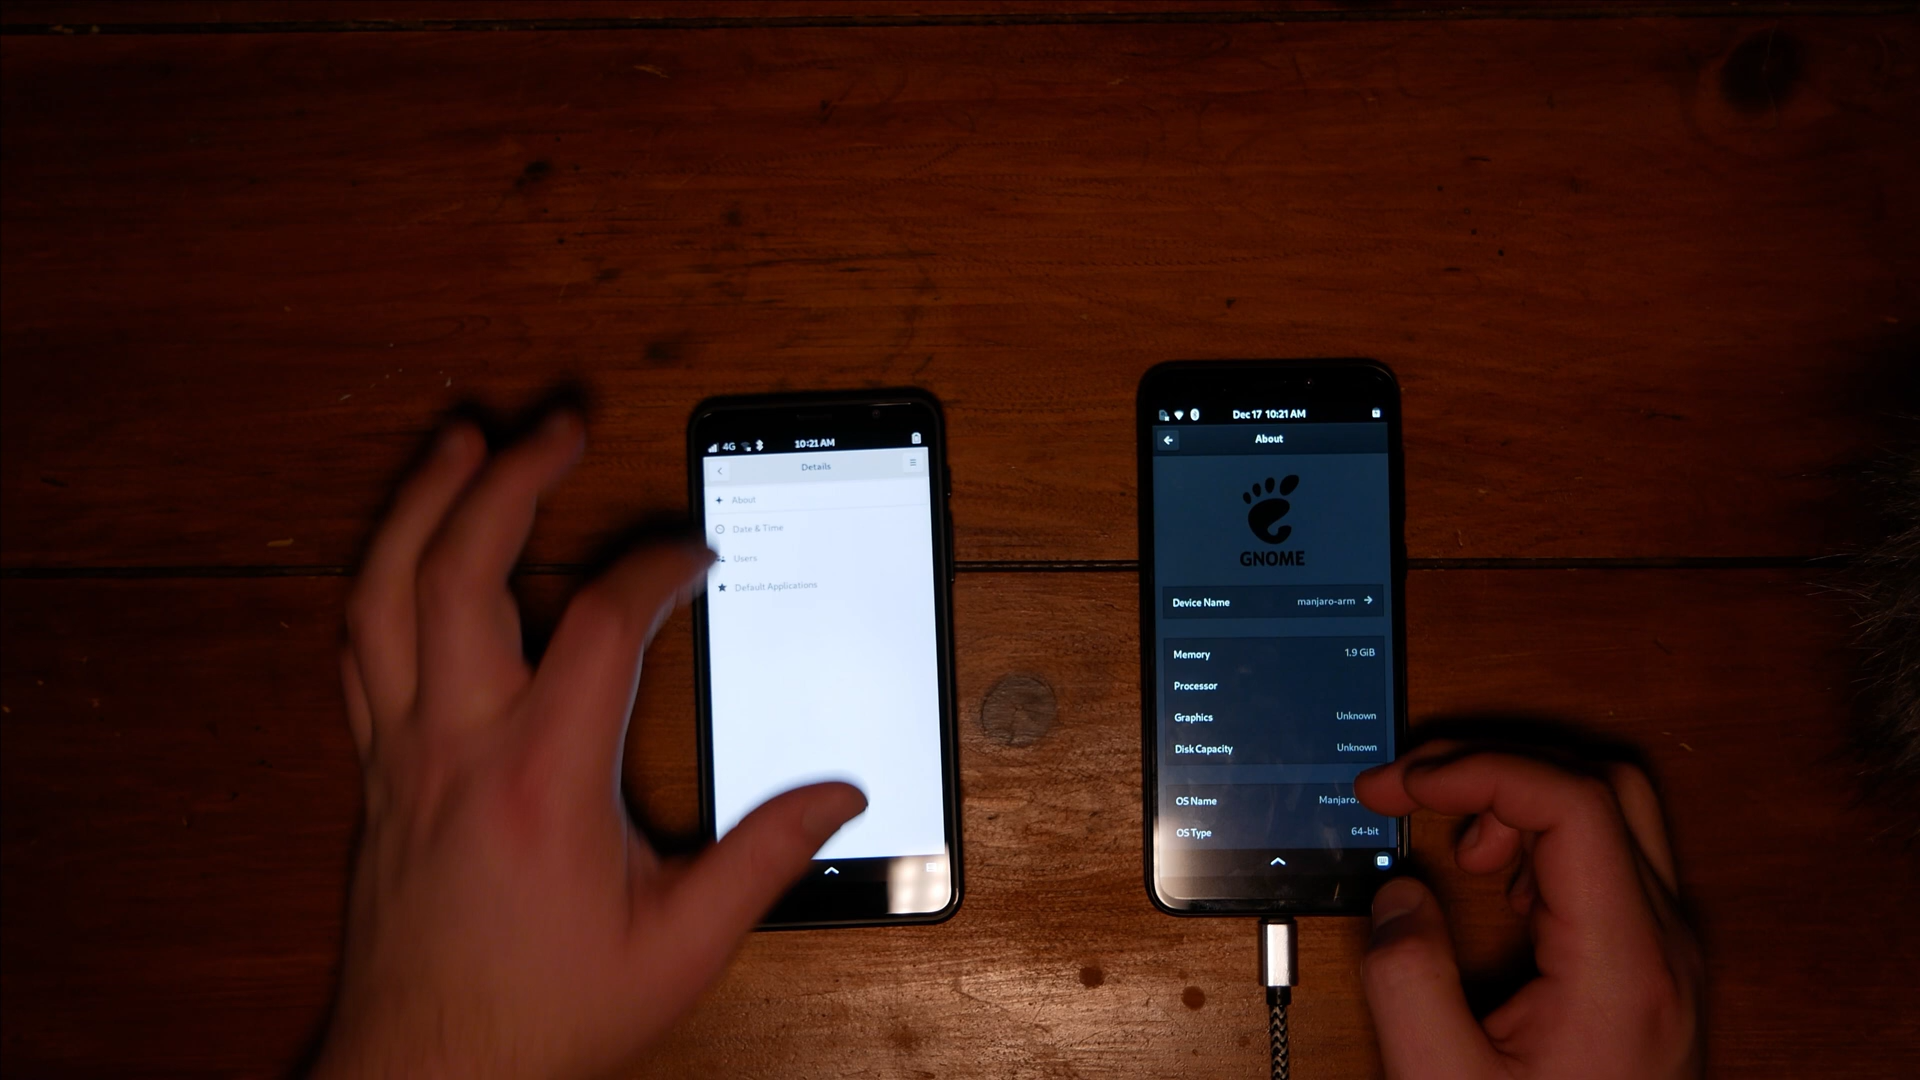 4G 10:21 AM
Details
About
Date & Time
Users
Default Applications
Dec 17 10:21 AM
About
GNOME
Device Name manjaro-arm
Memory 1.9 GiB
Processor
Graphics Unknown
Disk Capacity Unknown
OS Name Manjaro
OS Type 64-bit